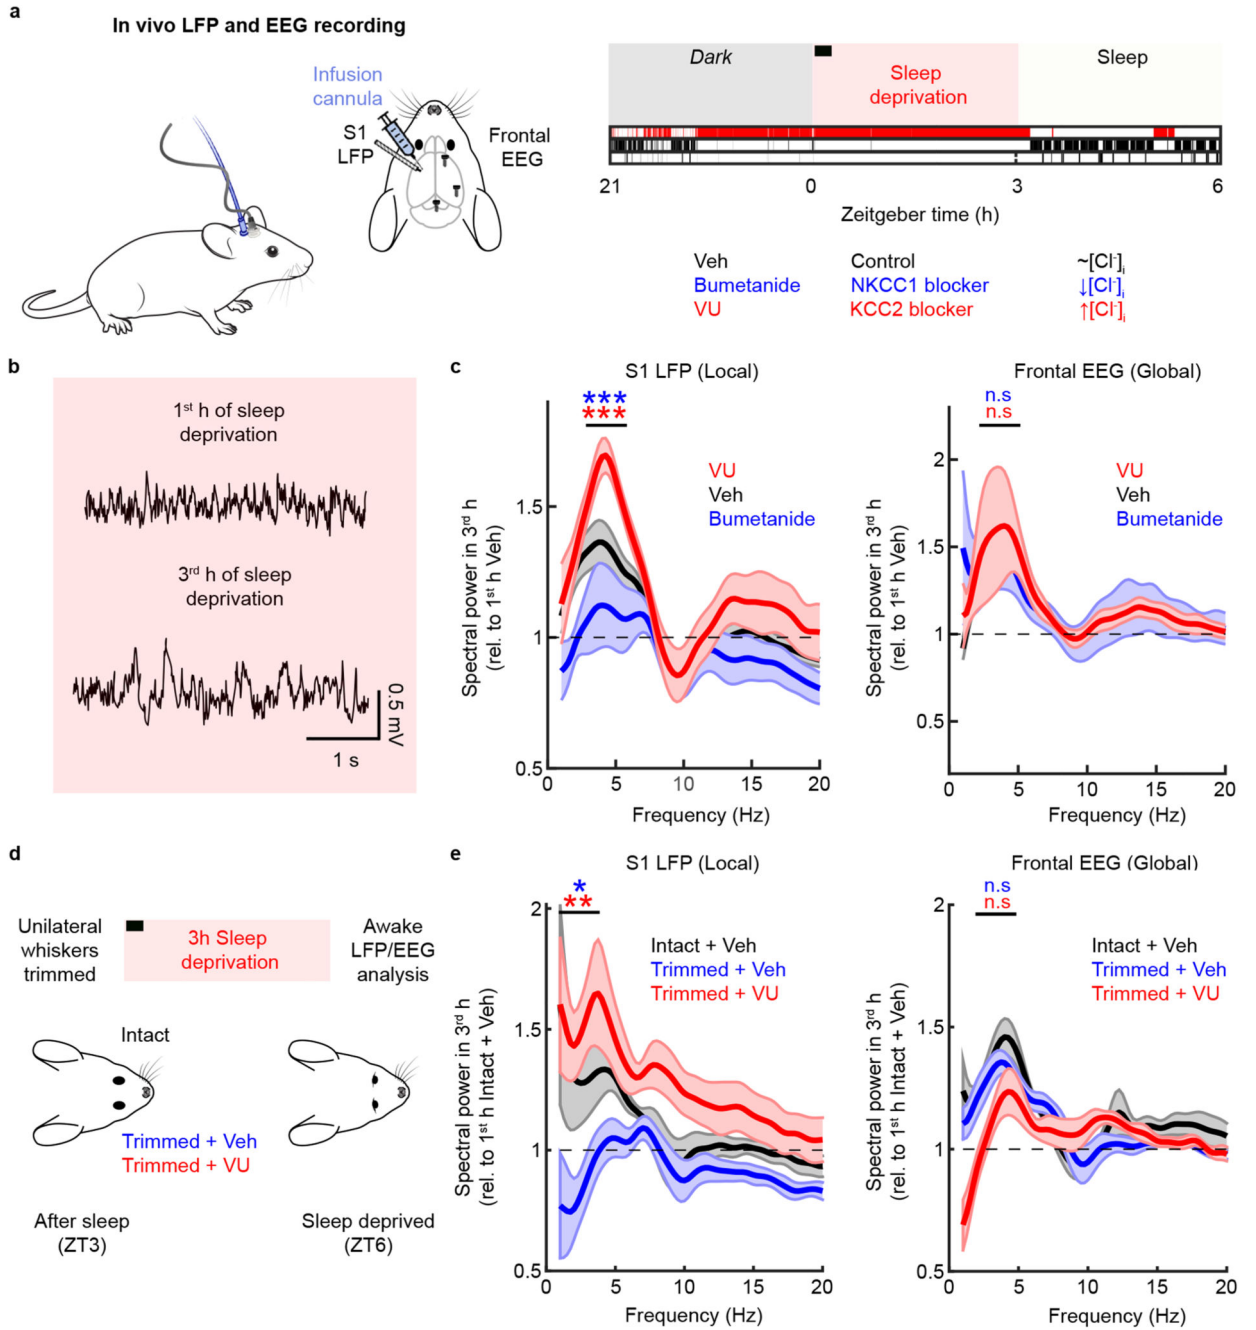 a
In vivo LFP and EEG recording
Infusion
cannula
S1
LFP
Frontal
EEG
Dark
Sleep
deprivation
Sleep
21
0
3
6
Zeitgeber time (h)
Veh Control ~[Cl-]i
Bumetanide NKCC1 blocker ↓[Cl-]i
VU KCC2 blocker ↑[Cl-]i
b
1st h of sleep
deprivation
3rd h of sleep
deprivation
0.5 mV
1 s
c
S1 LFP (Local)
***
***
VU
Veh
Bumetanide
Spectral power in 3rd h
(rel. to 1st h Veh)
1.5
1
0.5
0 5 10 15 20
Frequency (Hz)
Frontal EEG (Global)
n.s
n.s
VU
Veh
Bumetanide
Spectral power in 3rd h
(rel. to 1st h Veh)
2
1.5
1
0.5
0 5 10 15 20
Frequency (Hz)
d
Unilateral
whiskers
trimmed
3h Sleep
deprivation
Awake
LFP/EEG
analysis
Intact
Trimmed + Veh
Trimmed + VU
After sleep
(ZT3)
Sleep deprived
(ZT6)
e
S1 LFP (Local)
*
**
Intact + Veh
Trimmed + Veh
Trimmed + VU
Spectral power in 3rd h
(rel. to 1st h Intact + Veh)
2
1.5
1
0.5
0 5 10 15 20
Frequency (Hz)
Frontal EEG (Global)
n.s
n.s
Intact + Veh
Trimmed + Veh
Trimmed + VU
Spectral power in 3rd h
(rel. to 1st h Intact + Veh)
2
1.5
1
0.5
0 5 10 15 20
Frequency (Hz)